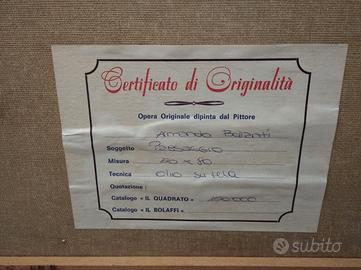 Certificato di Originalità
Opera Originale dipinta dal Pittore
Armando
Soggetto Paesaggio
Misura 50 x 80
Tecnica olio su tela
Quotazione:
Catalogo « IL QUADRATO » 100000
Catalogo « IL BOLAFFI »
subito